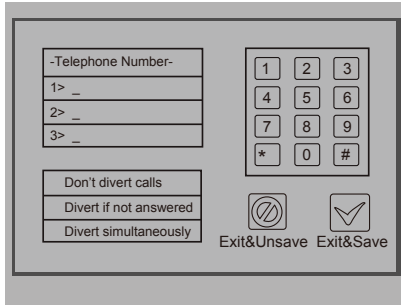 -Telephone Number-
1> _
2> _
3> _
Don't divert calls
Divert if not answered
Divert simultaneously
1 2 3
4 5 6
7 8 9
* 0 #
Exit&Unsave Exit&Save